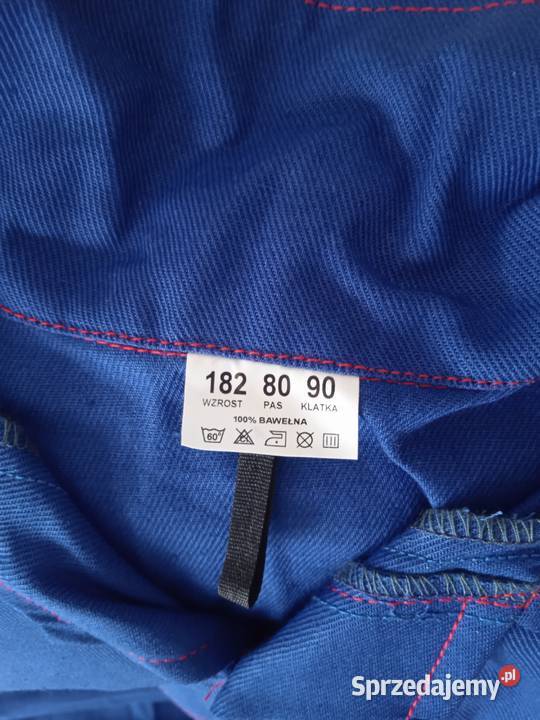 182 80 90
WZROST PAS KLATKA
100% BAWEŁNA
60°
Sprzedajemy.pl